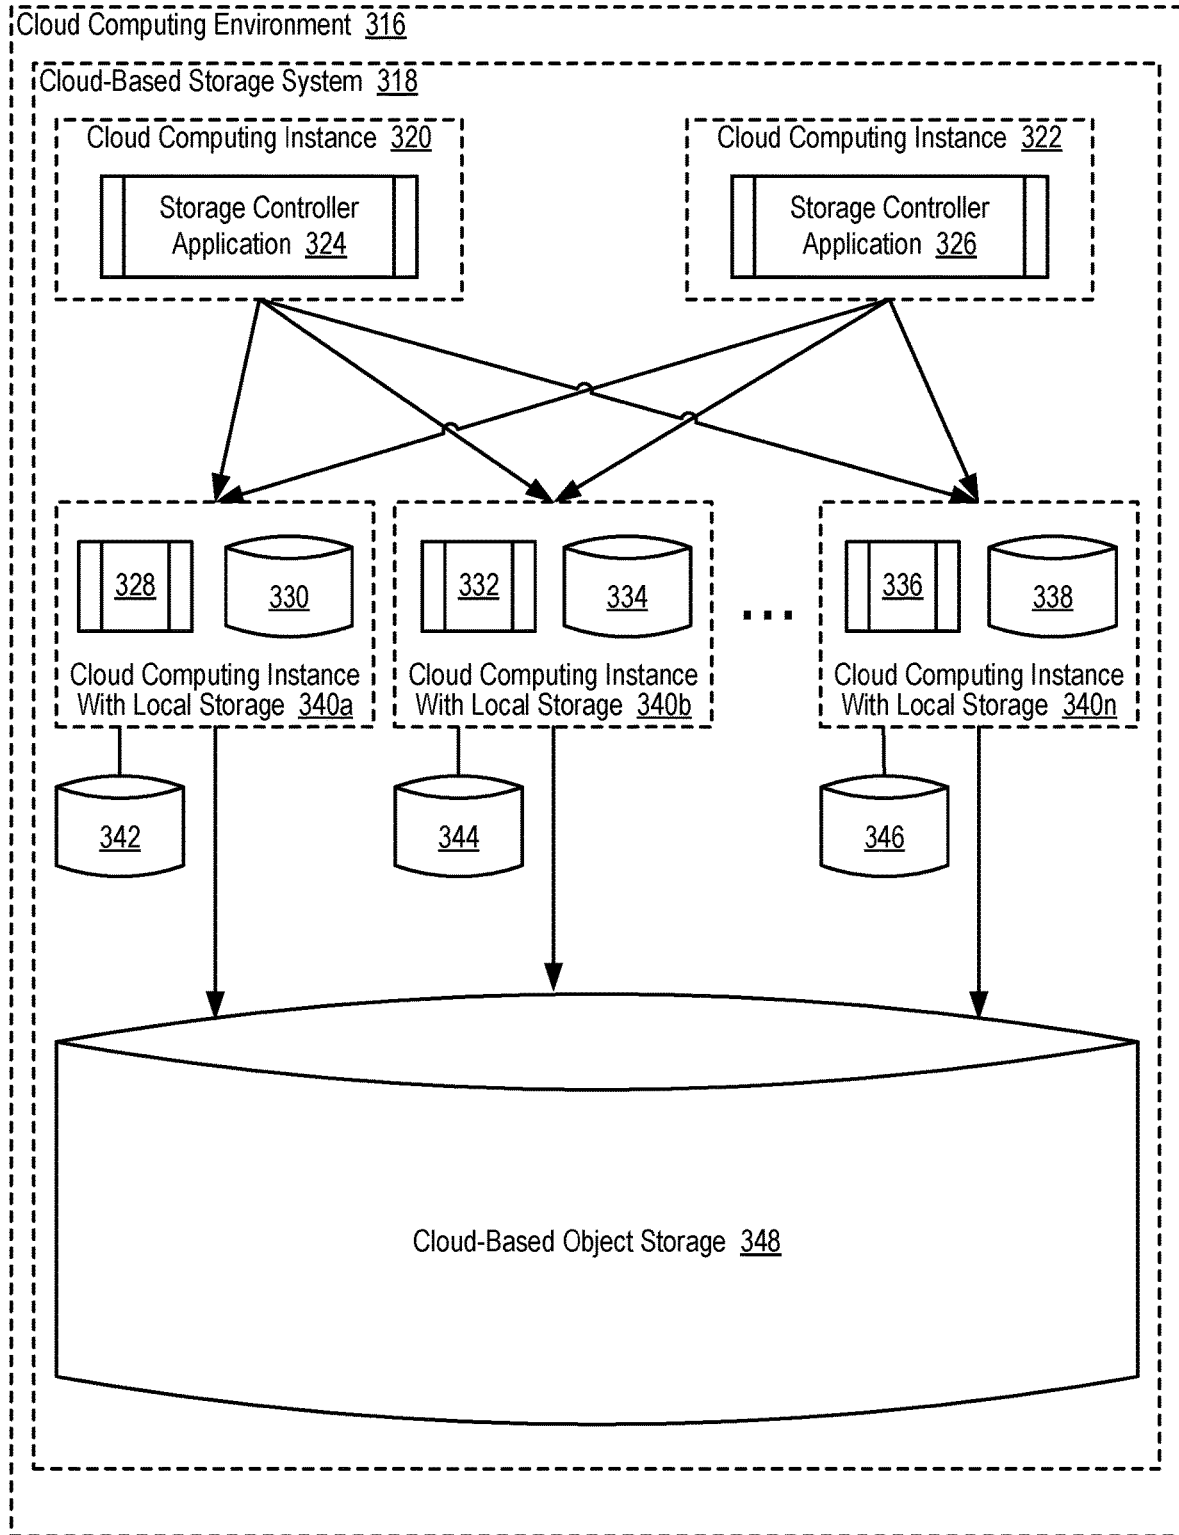 Cloud Computing Environment 316
Cloud-Based Storage System 318
Cloud Computing Instance 320
Storage Controller
Application 324
Cloud Computing Instance 322
Storage Controller
Application 326
328
330
Cloud Computing Instance
With Local Storage 340a
332
334
Cloud Computing Instance
With Local Storage 340b
...
336
338
Cloud Computing Instance
With Local Storage 340n
342
344
346
Cloud-Based Object Storage 348